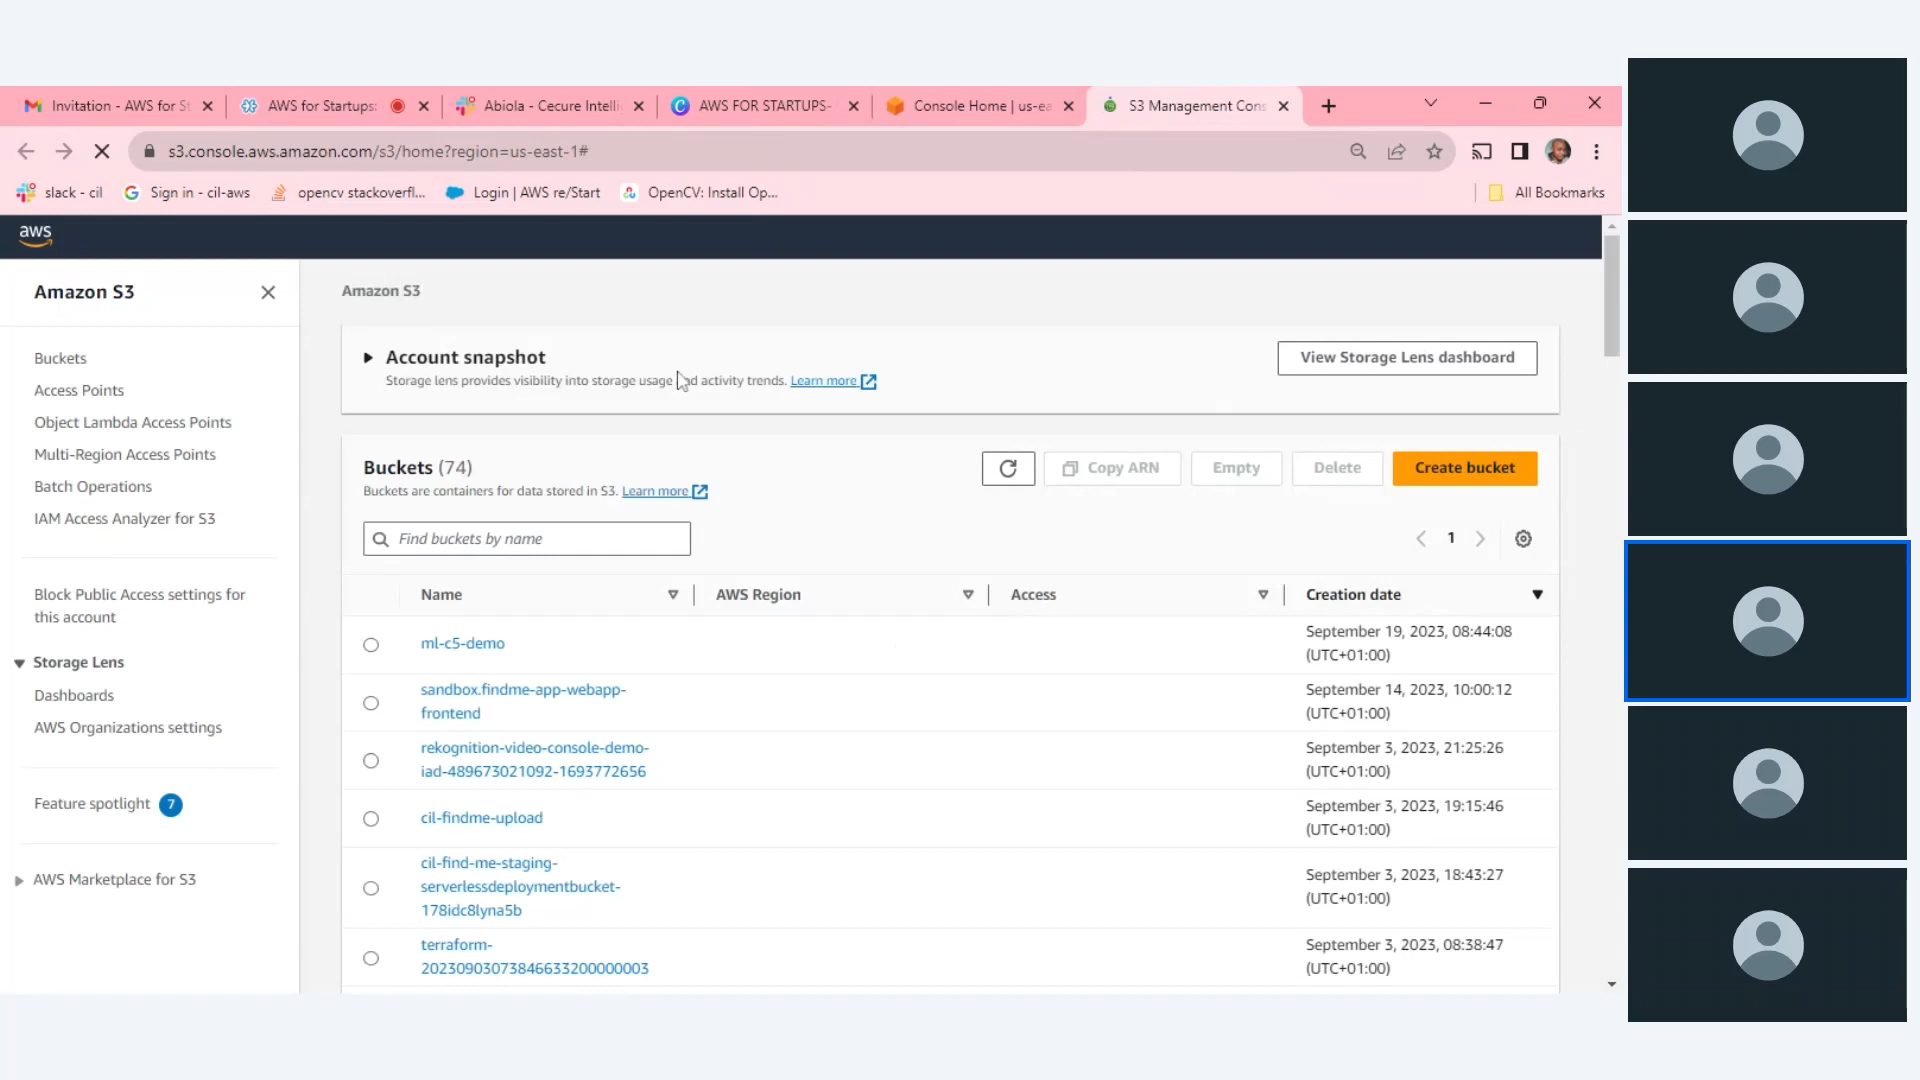 Invitation - AWS for St
AWS for Startups:
Abiola - Cecure Intelli
AWS FOR STARTUPS-
Console Home | us-ea
S3 Management Cons
s3.console.aws.amazon.com/s3/home?region=us-east-1#
slack - cil
Sign in - cil-aws
opencv stackoverfl...
Login | AWS re/Start
OpenCV: Install Op...
All Bookmarks
aws
Amazon S3
Buckets
Access Points
Object Lambda Access Points
Multi-Region Access Points
Batch Operations
IAM Access Analyzer for S3
Block Public Access settings for
this account
Storage Lens
Dashboards
AWS Organizations settings
Feature spotlight 7
AWS Marketplace for S3
Amazon S3
Account snapshot
Storage lens provides visibility into storage usage and activity trends. Learn more
View Storage Lens dashboard
Buckets (74)
Buckets are containers for data stored in S3. Learn more
Copy ARN
Empty
Delete
Create bucket
Find buckets by name
1
Name
AWS Region
Access
Creation date
ml-c5-demo
September 19, 2023, 08:44:08
(UTC+01:00)
sandbox.findme-app-webapp-
frontend
September 14, 2023, 10:00:12
(UTC+01:00)
rekognition-video-console-demo-
iad-489673021092-1693772656
September 3, 2023, 21:25:26
(UTC+01:00)
cil-findme-upload
September 3, 2023, 19:15:46
(UTC+01:00)
cil-find-me-staging-
serverlessdeploymentbucket-
178idc8lyna5b
September 3, 2023, 18:43:27
(UTC+01:00)
terraform-
20230903073846633200000003
September 3, 2023, 08:38:47
(UTC+01:00)